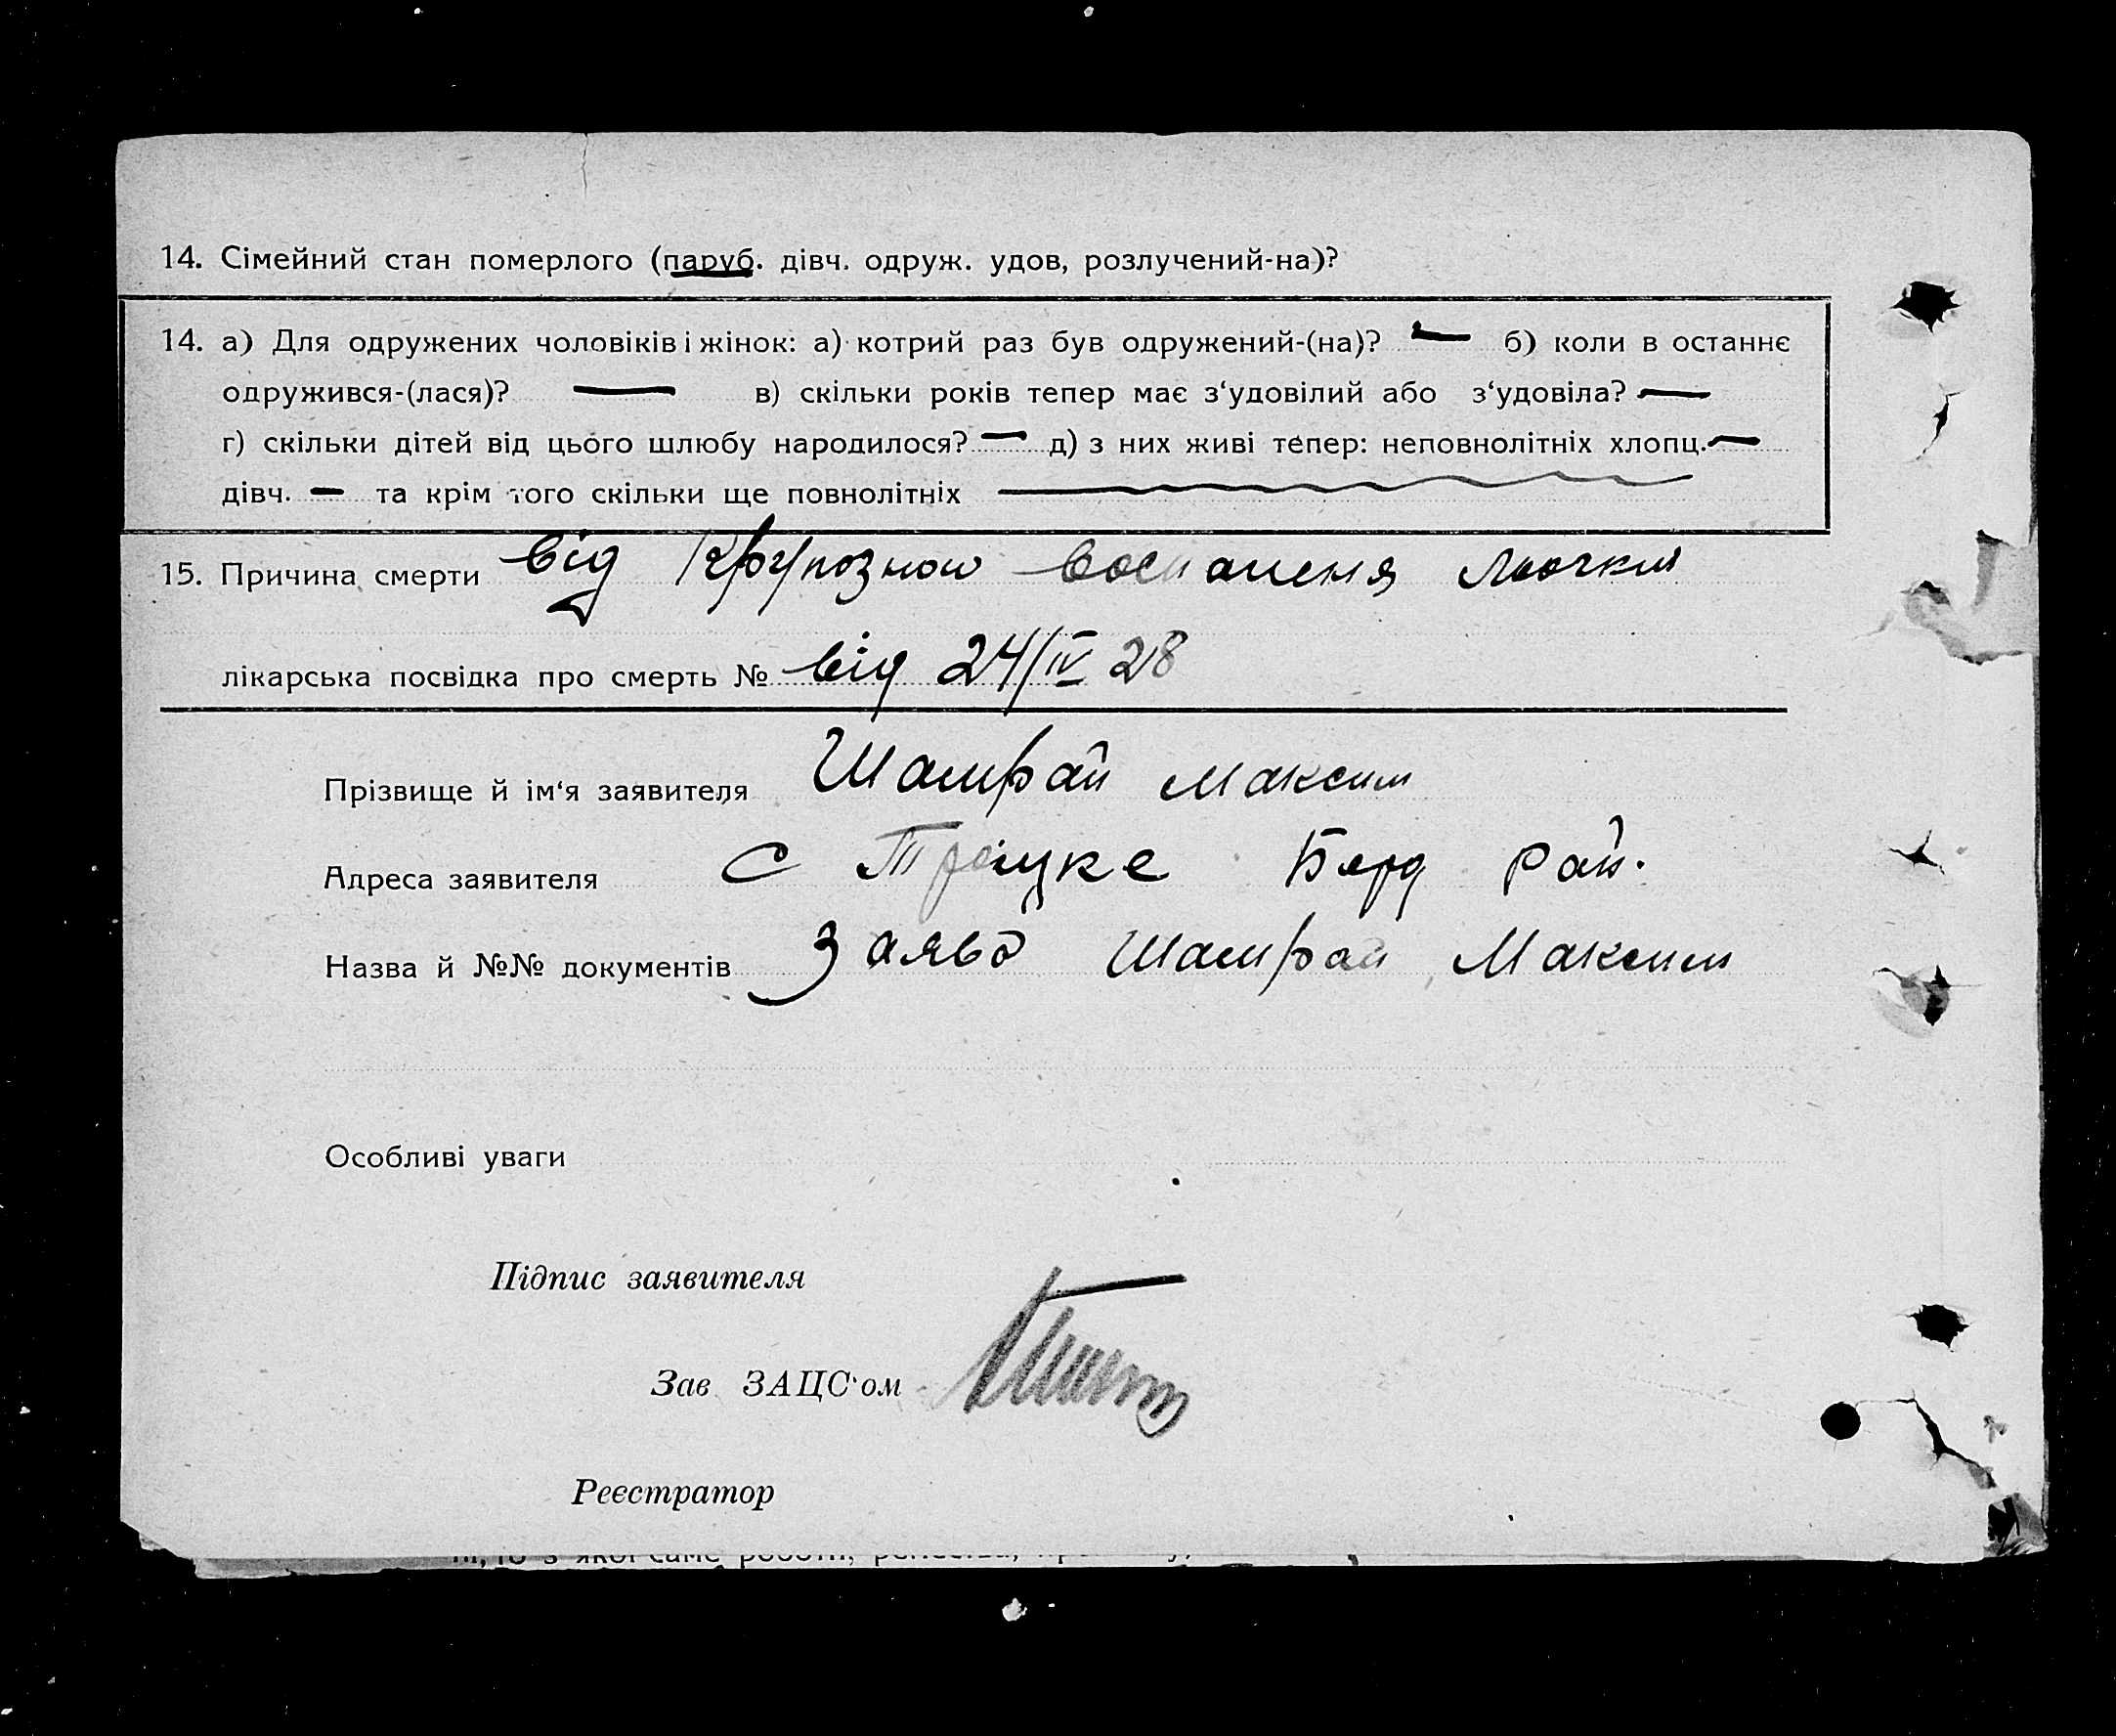 14. Сімейний стан померлого (паруб. дівч. одруж. удов, розлучений-на)?
14. а) Для одружених чоловіків і жінок: а) котрий раз був одружений-(на)? — б) коли в останнє
одружився-(лася)? — в) скільки років тепер має з‘удовілий або з‘удовіла? —
г) скільки дітей від цього шлюбу народилося? — д) з них живі тепер: неповнолітніх хлопц. —
дівч. — та крім того скільки ще повнолітніх —
15. Причина смерти від Крупозного воспаленя
лікарська посвідка про смерть № від 24/IV 28
Прізвище й ім‘я заявителя Шамрай Максим
Адреса заявителя с Троіцке Берд рай.
Назва й №№ документів Заява Шамрай Максим
Особливі уваги
Підпис заявителя
Зав ЗАЦС‘ом
Реєстратор